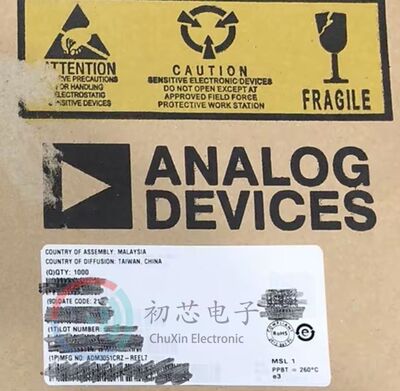 ATTENTION
PRECAUTIONS
FOR HANDLING
ELECTROSTATIC
SENSITIVE DEVICES
CAUTION
SENSITIVE ELECTRONIC DEVICES
DO NOT OPEN EXCEPT AT
APPROVED FIELD FORCE
PROTECTIVE WORK STATION
FRAGILE
ANALOG
DEVICES
COUNTRY OF ASSEMBLY: MALAYSIA
COUNTRY OF DIFFUSION: TAIWAN, CHINA
(Q)QTY: 1000
(9D) DATE CODE: 21
(1T)LOT NUMBER:
(1P)MFG NO: ADM3051CRZ-REEL7
初芯电子
ChuXin Electronic
COMPLIANT
RoHS
MSL 1
PPBT = 260°C
e3